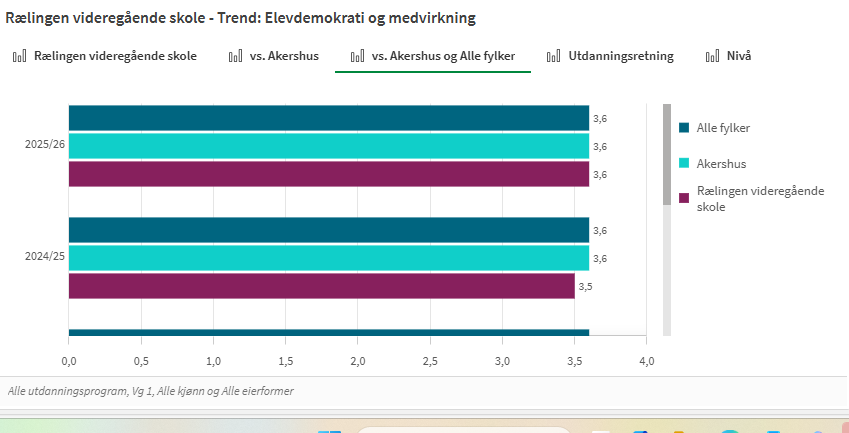 Rælingen videregående skole - Trend: Elevdemokrati og medvirkning
Rælingen videregående skole vs. Akershus vs. Akershus og Alle fylker Utdanningsretning Nivå
2025/26
3,6
3,6
3,6
2024/25
3,6
3,6
3,5
0,0 0,5 1,0 1,5 2,0 2,5 3,0 3,5 4,0
Alle fylker
Akershus
Rælingen videregående
skole
Alle utdanningsprogram, Vg 1, Alle kjønn og Alle eierformer